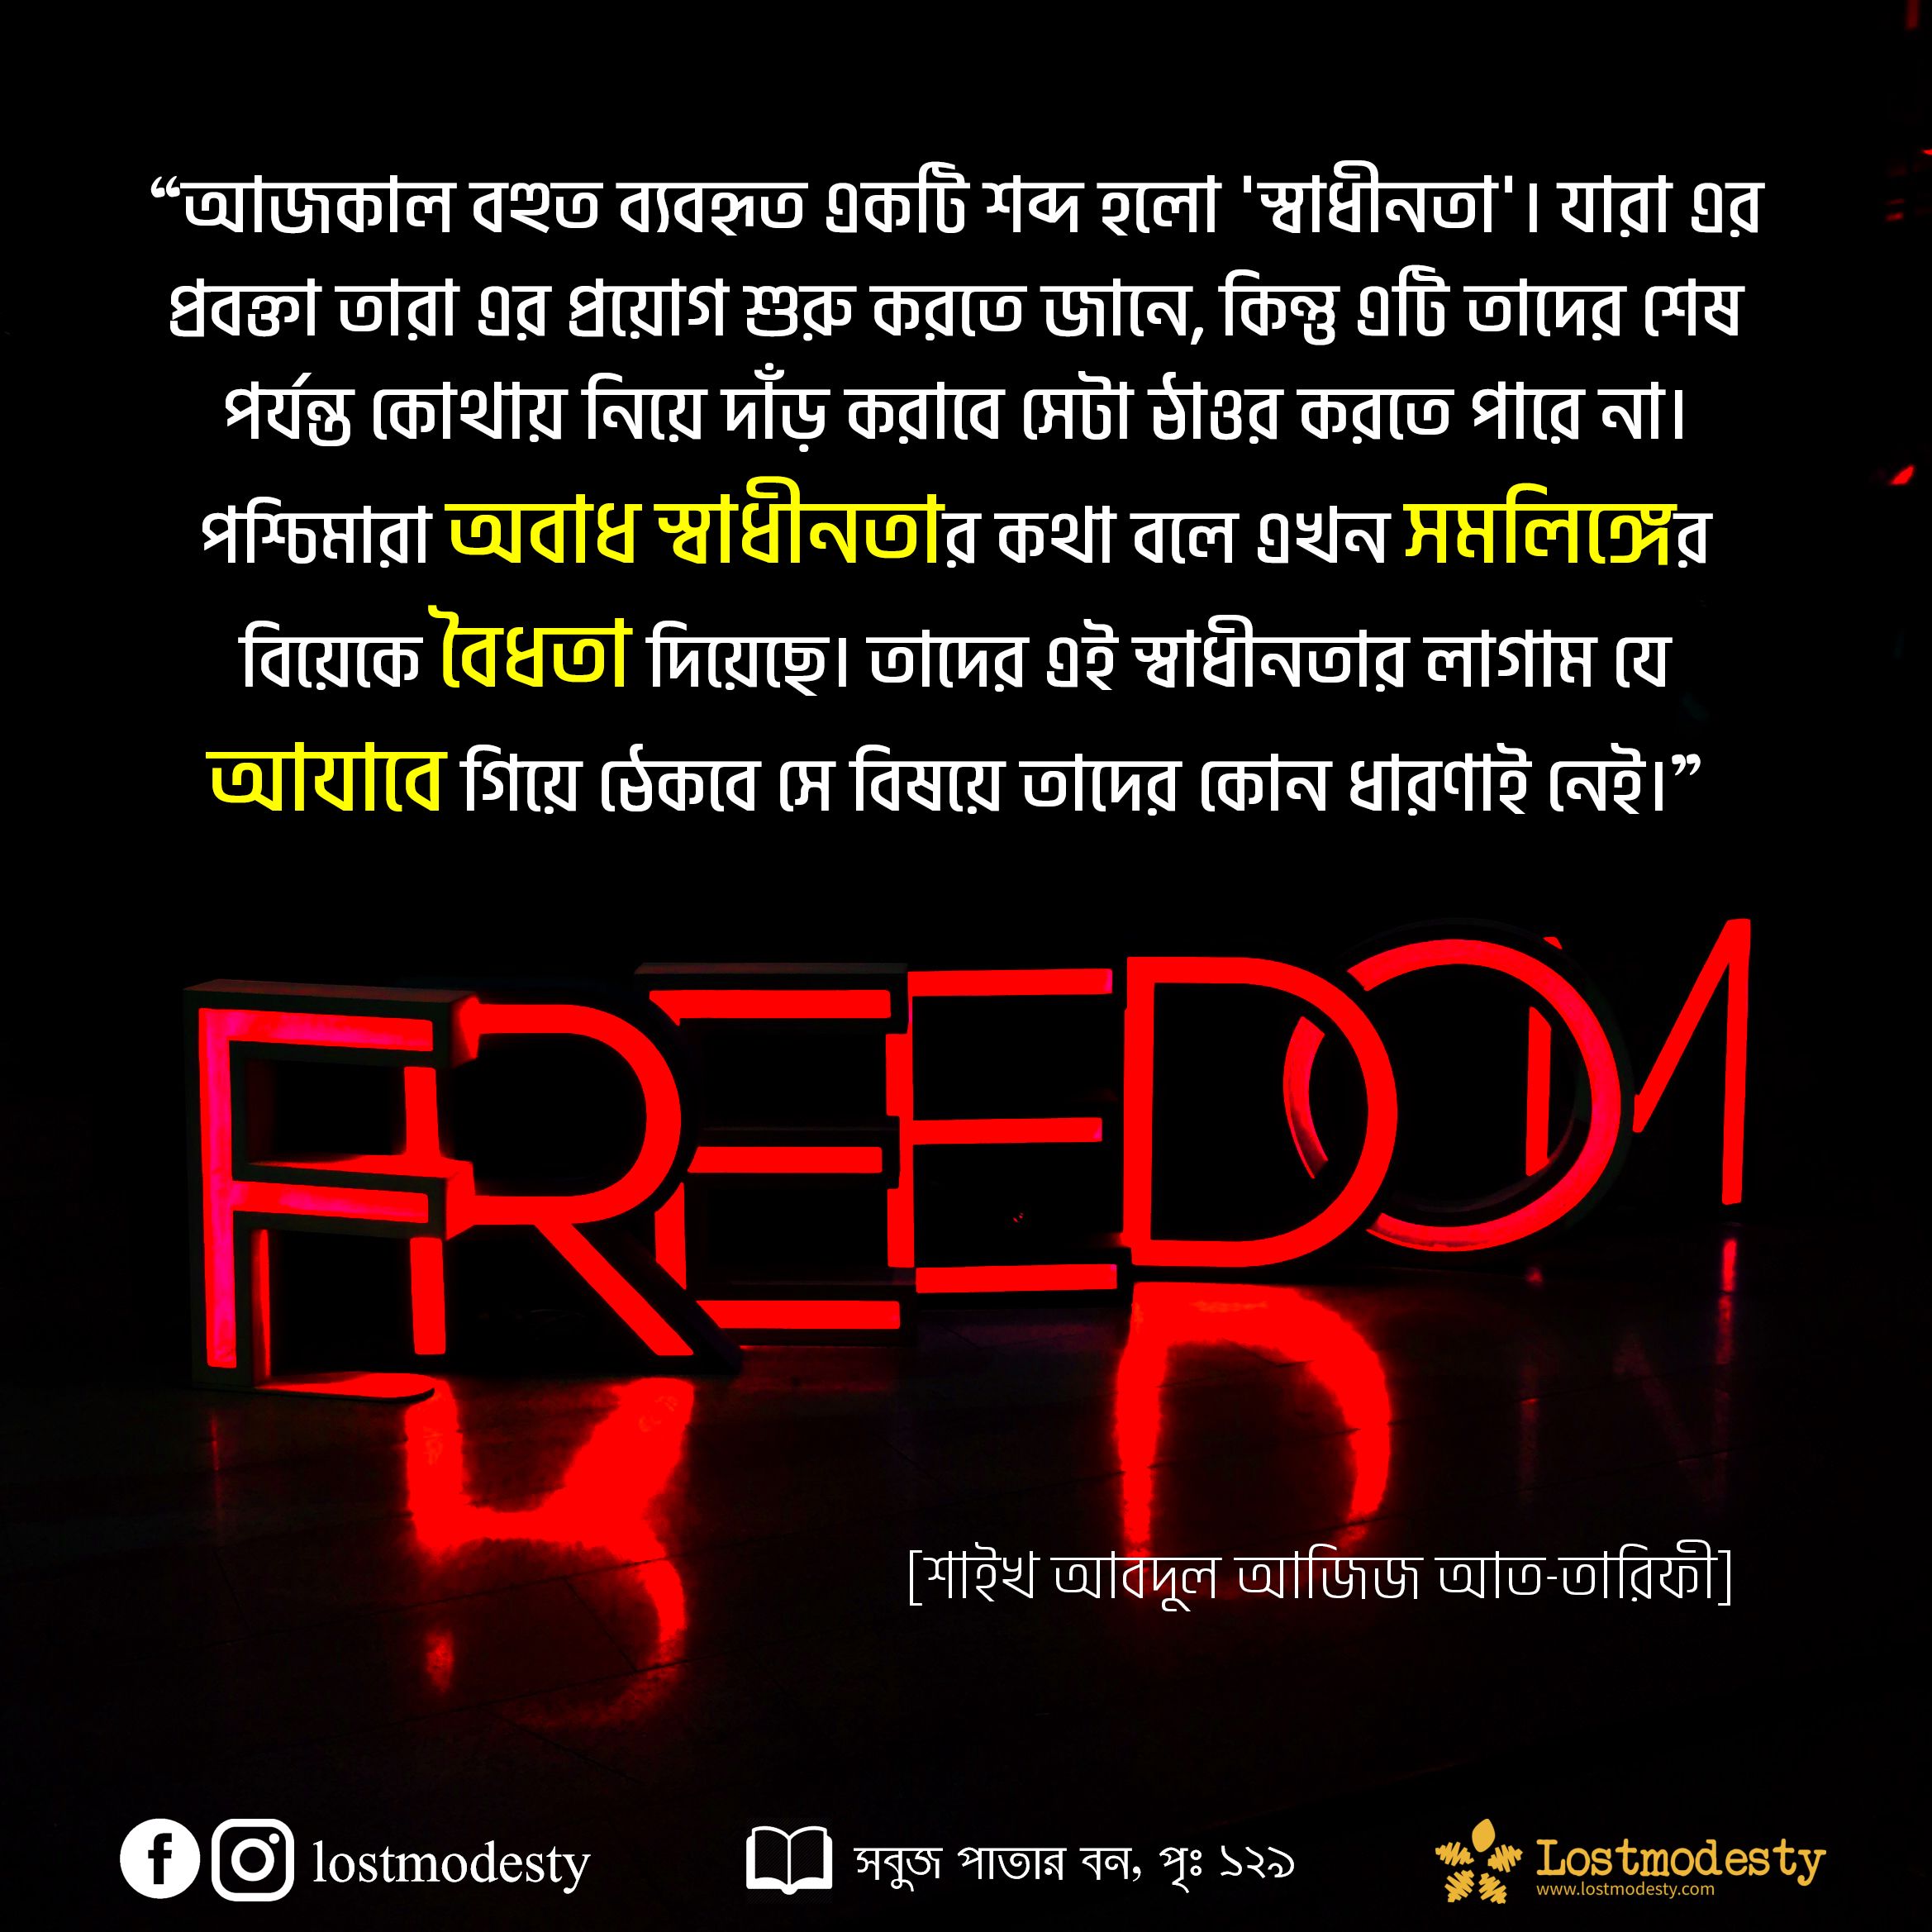 “আজকাল বহুত ব্যবহৃত একটি শব্দ হলো 'স্বাধীনতা'। যারা এর
প্রবক্তা তারা এর প্রয়োগ শুরু করতে জানে, কিন্তু এটি তাদের শেষ
পর্যন্ত কোথায় নিয়ে দাঁড় করাবে সেটা ঠাওর করতে পারে না।
পশ্চিমারা অবাধ স্বাধীনতার কথা বলে এখন সমলিঙ্গের
বিয়েকে বৈধতা দিয়েছে। তাদের এই স্বাধীনতার লাগাম যে
আযাবে গিয়ে ঠেকবে সে বিষয়ে তাদের কোন ধারণাই নেই।”
FREEDOM
[শাইখ আবদুল আজিজ আত-তারিফী]
lostmodesty
সবুজ পাতার বন, পৃঃ ১২৯
Lostmodesty
www.lostmodesty.com